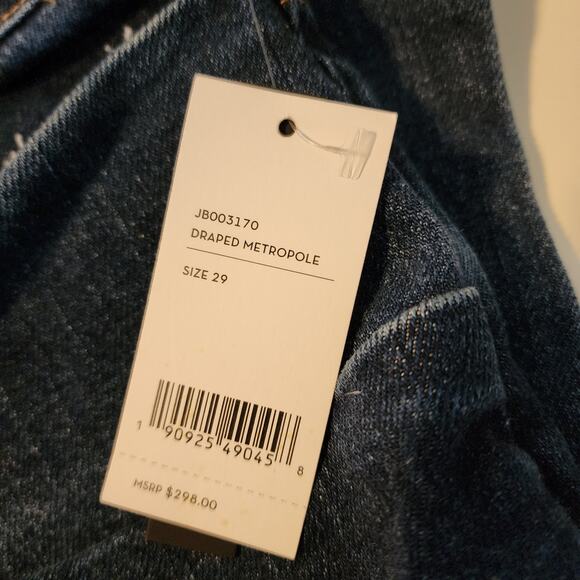 JB003170
DRAPED METROPOLE
SIZE 29
1 90925 49045 8
MSRP $298.00